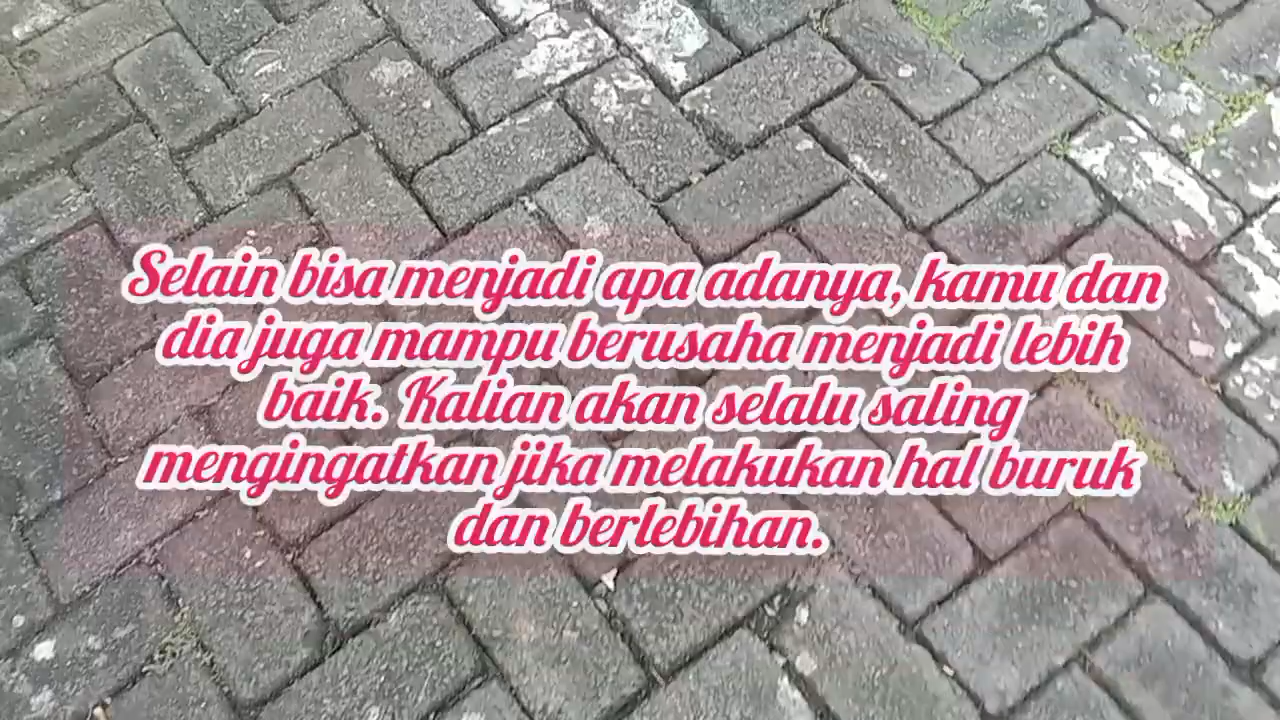 Selain bisa menjadi apa adanya, kamu dan
dia juga mampu berusaha menjadi lebih
baik. Kalian akan selalu saling
mengingatkan jika melakukan hal buruk
dan berlebihan.